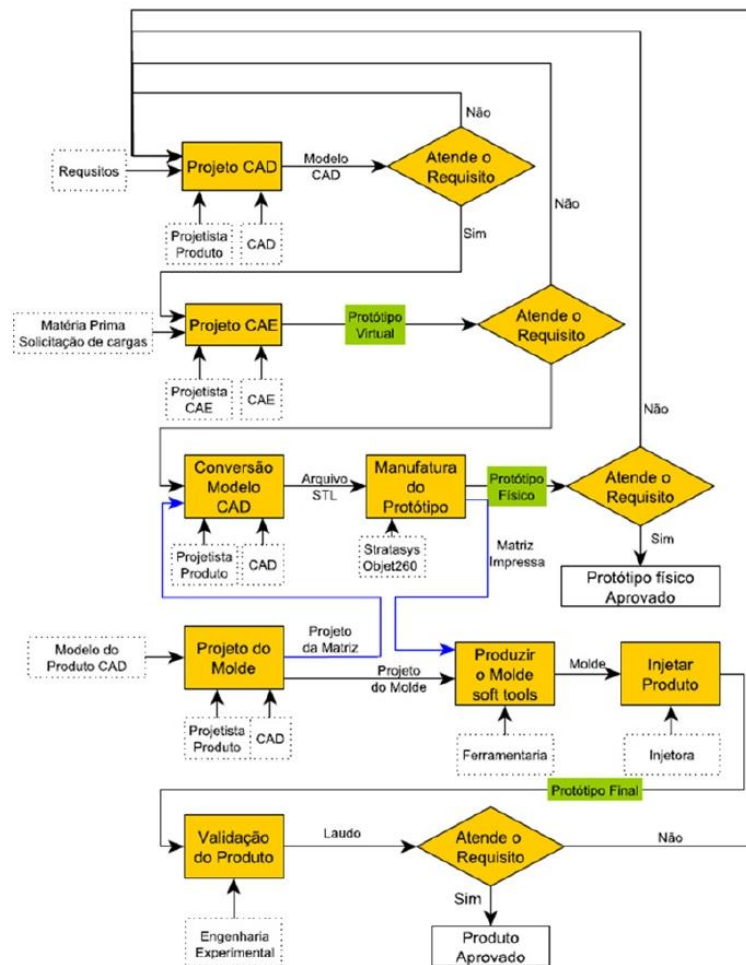 Não
Requsitos
Projeto CAD
Modelo
CAD
Atende o
Requisito
Projetista
Produto
CAD
Sim
Não
Matéria Prima
Solicitação de cargas
Projeto CAE
Protótipo
Virtual
Atende o
Requisito
Projetista
CAE
CAE
Não
Conversão
Modelo
CAD
Arquivo
STL
Manufatura
do
Protótipo
Protótipo
Físico
Atende o
Requisito
Projetista
Produto
CAD
Stratasys
Objet260
Matriz
Impressa
Sim
Protótipo físico
Aprovado
Modelo do
Produto CAD
Projeto do
Molde
Projeto
da Matriz
Projeto
do Molde
Produzir
o Molde
soft tools
Molde
Injetar
Produto
Projetista
Produto
CAD
Ferramentaria
Injetora
Protótipo Final
Validação
do Produto
Laudo
Atende o
Requisito
Não
Sim
Engenharia
Experimental
Produto
Aprovado